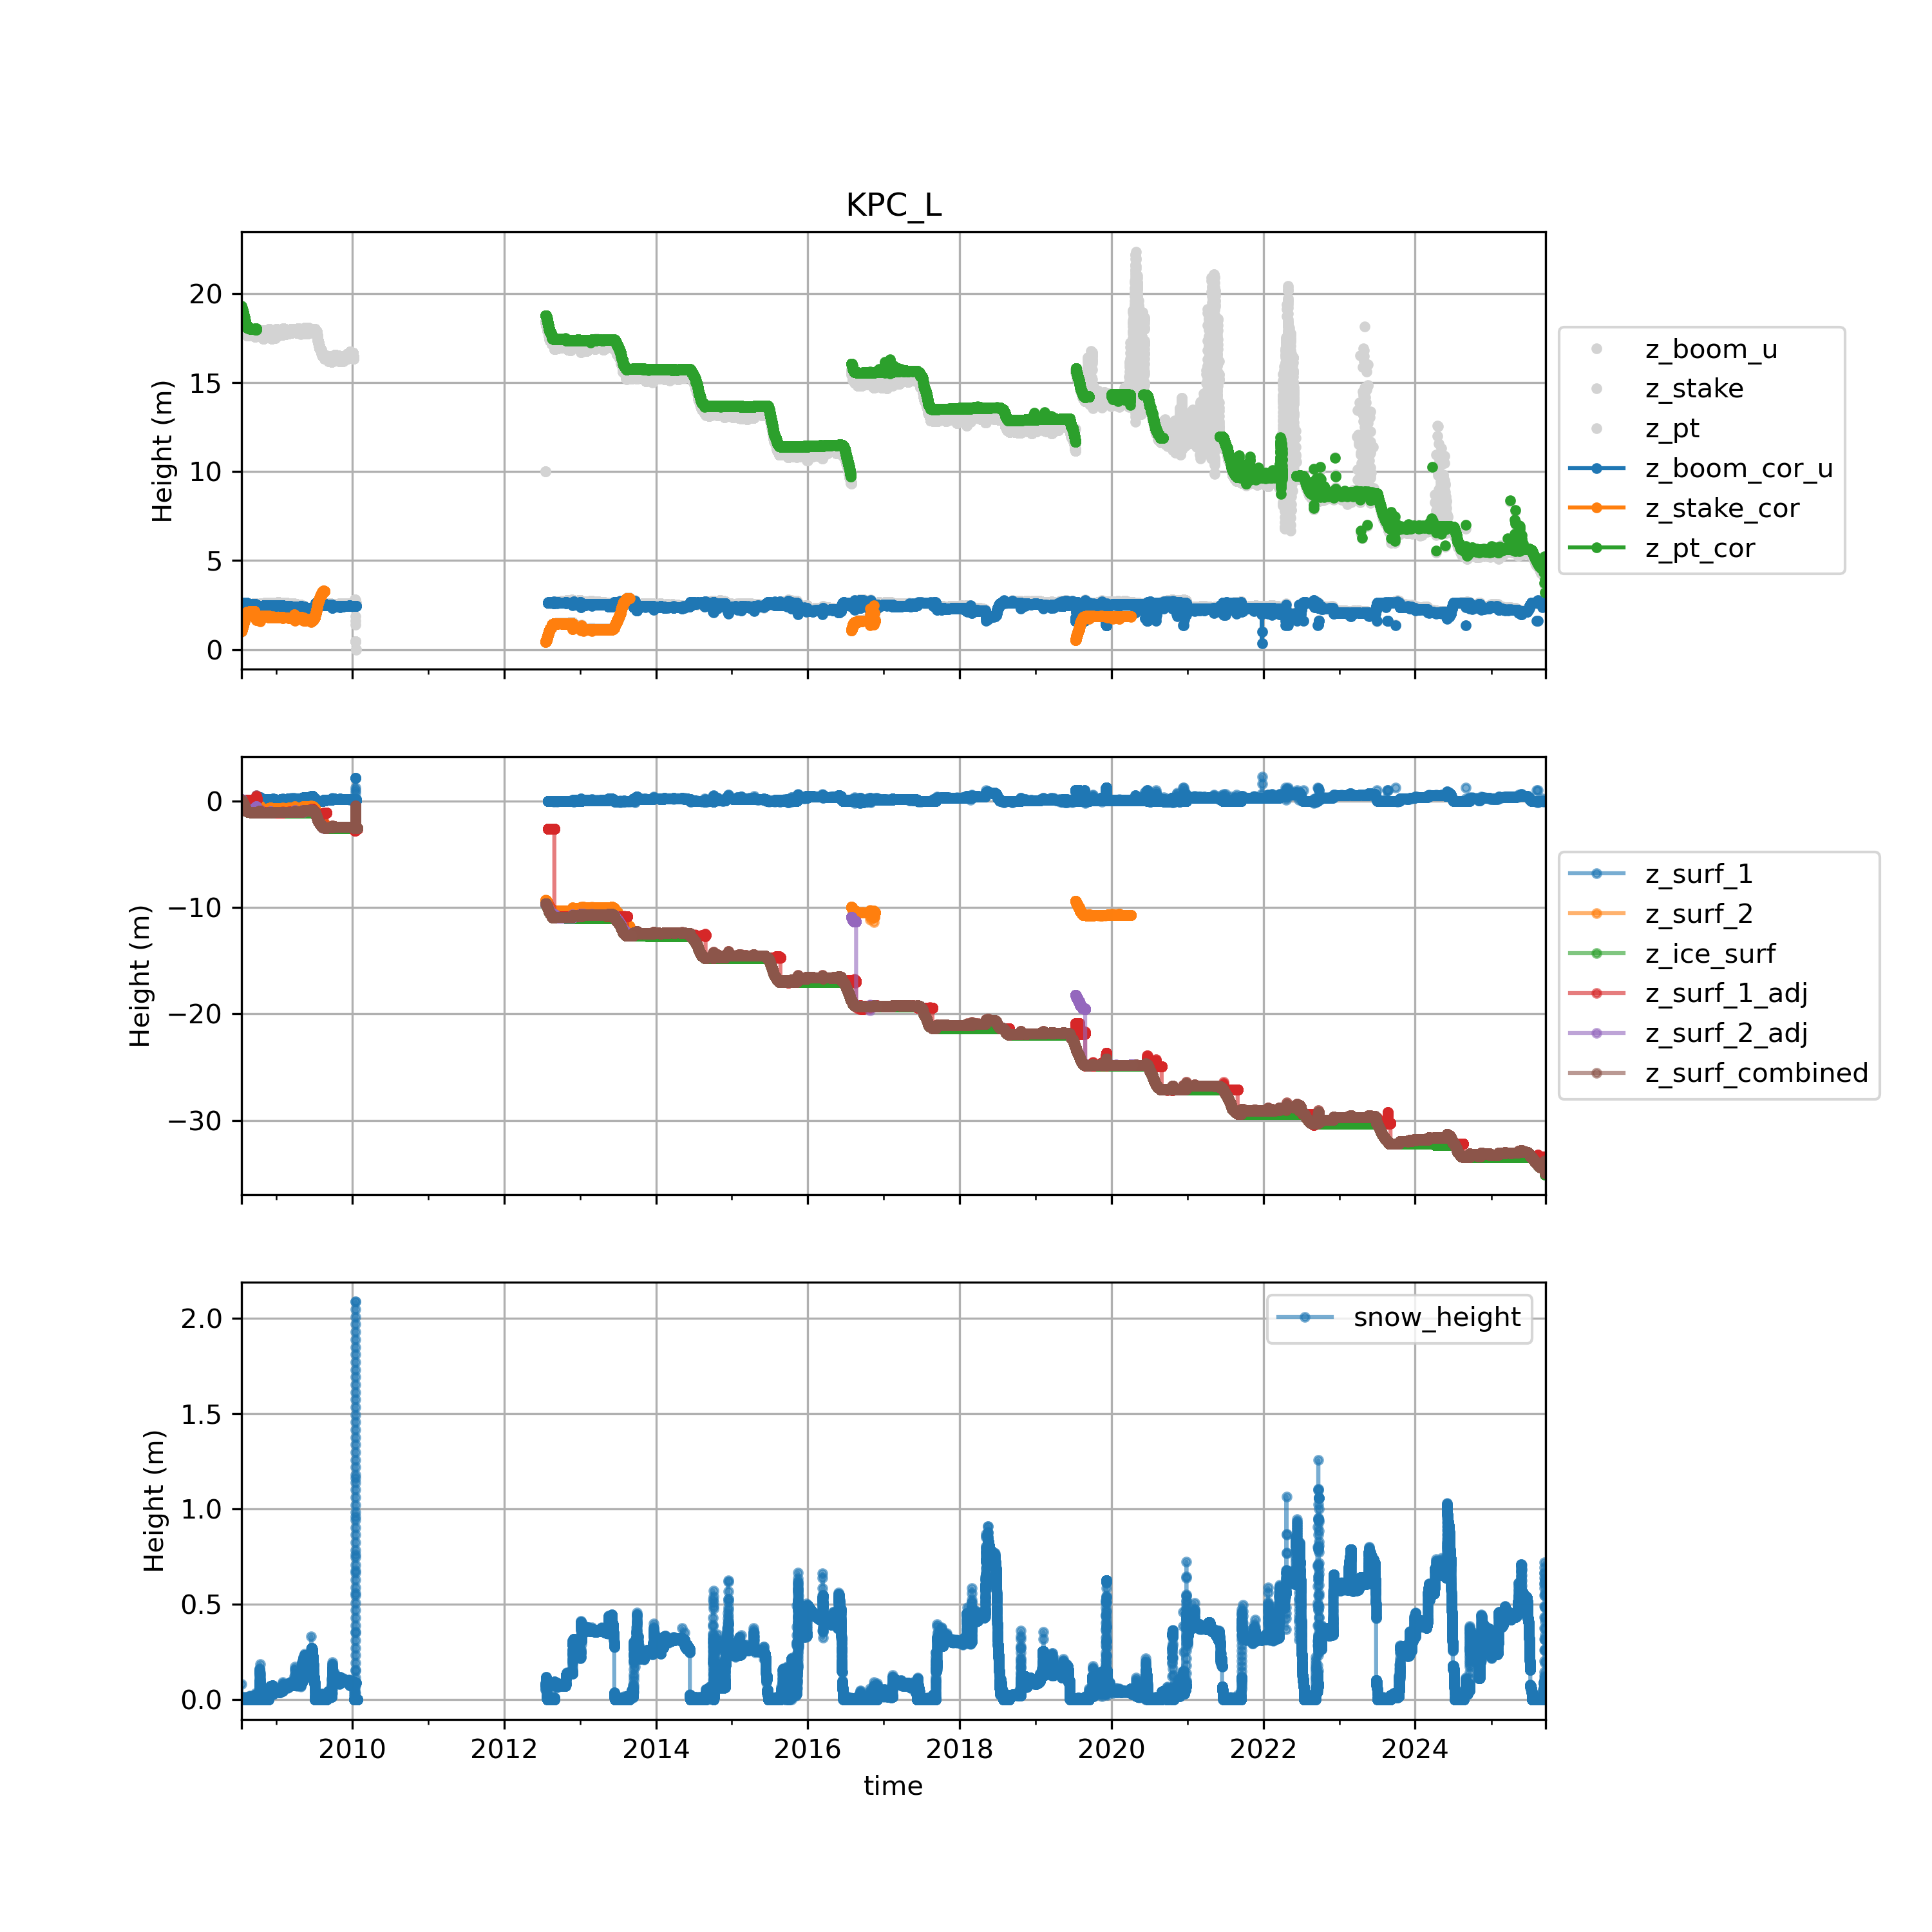 KPC_L
Height (m)
20
15
10
5
0
z_boom_u
z_stake
z_pt
z_boom_cor_u
z_stake_cor
z_pt_cor
Height (m)
0
−10
−20
−30
z_surf_1
z_surf_2
z_ice_surf
z_surf_1_adj
z_surf_2_adj
z_surf_combined
Height (m)
2.0
1.5
1.0
0.5
0.0
snow_height
2010 2012 2014 2016 2018 2020 2022 2024
time